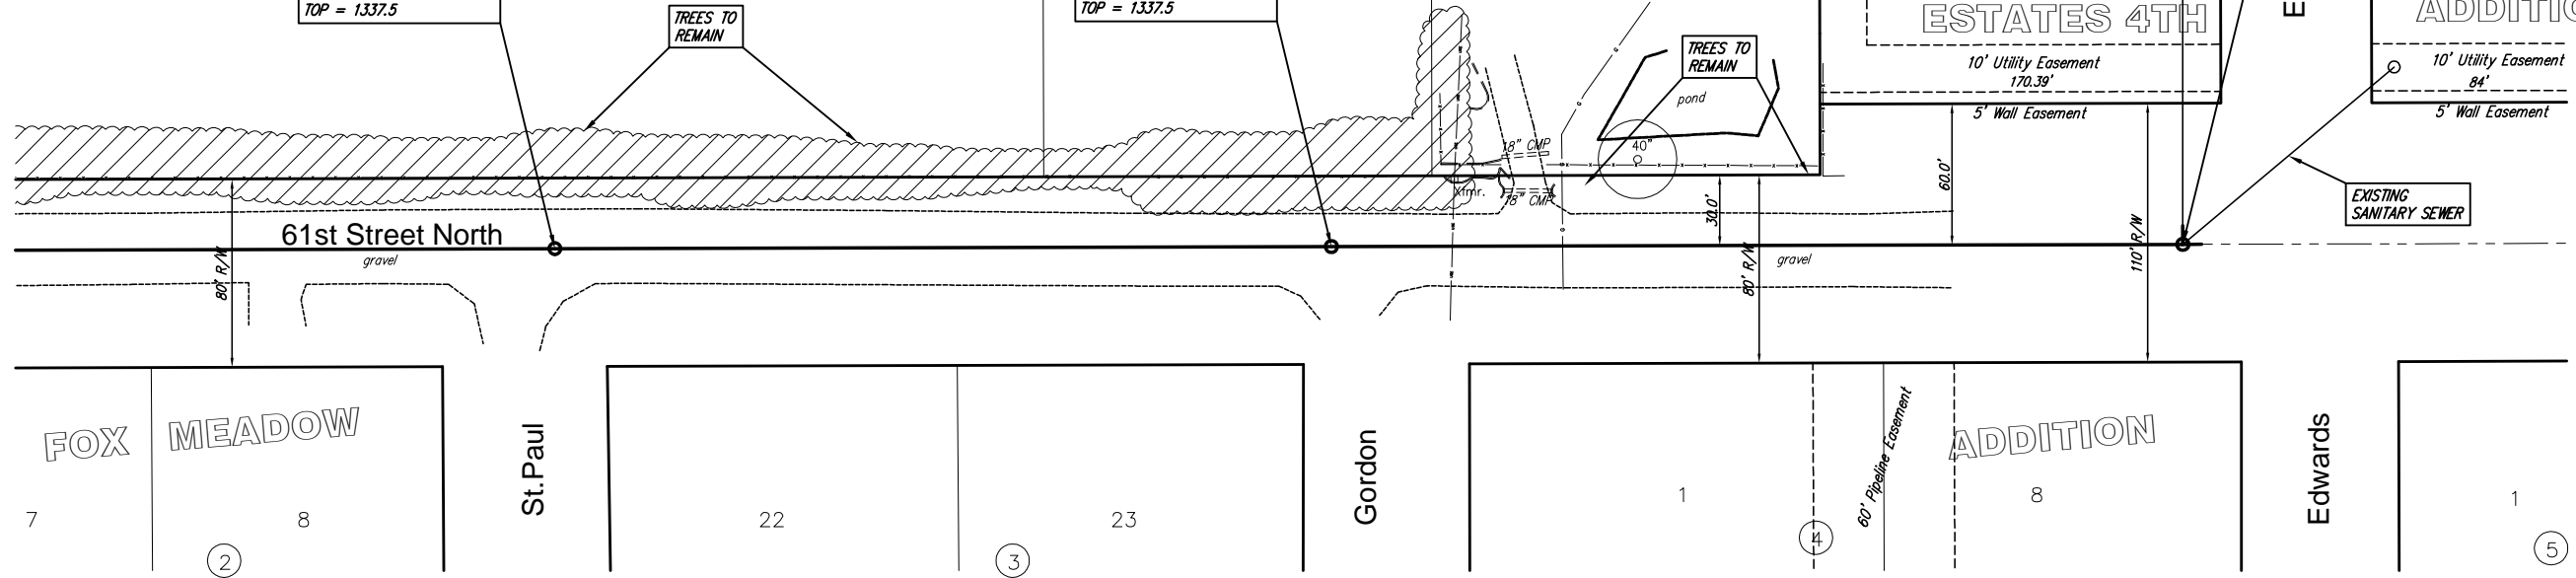 TOP = 1337.5
TREES TO
REMAIN
TOP = 1337.5
TREES TO
REMAIN
ESTATES 4TH
10' Utility Easement
170.39'
5' Wall Easement
10' Utility Easement
84'
5' Wall Easement
pond
18" CMP
40"
Xfmr.
18" CMP
30.0'
60.0'
EXISTING
SANITARY SEWER
61st Street North
gravel
80' R/W
80' R/W
gravel
110' R/W
FOX MEADOW
ADDITION
St.Paul
Gordon
60' Pipeline Easement
Edwards
7
8
22
23
1
8
1
2
3
4
5